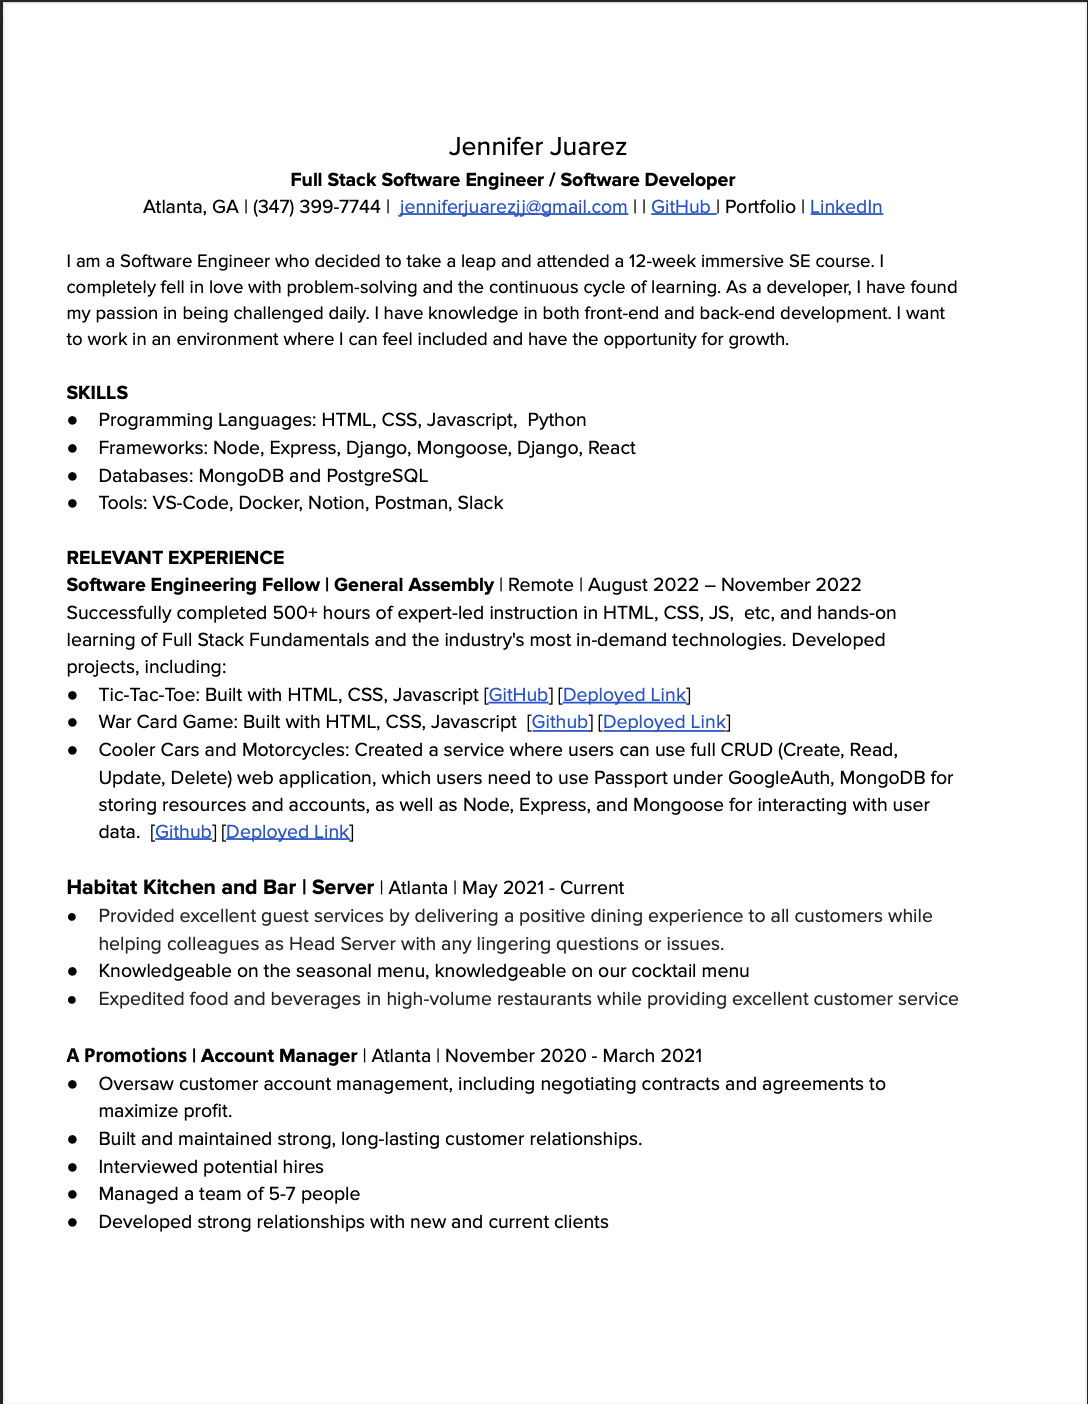 Jennifer Juarez
Full Stack Software Engineer / Software Developer
Atlanta, GA | (347) 399-7744 |  jenniferjuarezjj@gmail.com | | GitHub | Portfolio | LinkedIn
I am a Software Engineer who decided to take a leap and attended a 12-week immersive SE course. I
completely fell in love with problem-solving and the continuous cycle of learning. As a developer, I have found
my passion in being challenged daily. I have knowledge in both front-end and back-end development. I want
to work in an environment where I can feel included and have the opportunity for growth.
SKILLS
● Programming Languages: HTML, CSS, Javascript,  Python
● Frameworks: Node, Express, Django, Mongoose, Django, React
● Databases: MongoDB and PostgreSQL
● Tools: VS-Code, Docker, Notion, Postman, Slack
RELEVANT EXPERIENCE
Software Engineering Fellow | General Assembly | Remote | August 2022 – November 2022
Successfully completed 500+ hours of expert-led instruction in HTML, CSS, JS,  etc, and hands-on
learning of Full Stack Fundamentals and the industry's most in-demand technologies. Developed
projects, including:
● Tic-Tac-Toe: Built with HTML, CSS, Javascript [GitHub] [Deployed Link]
● War Card Game: Built with HTML, CSS, Javascript  [Github] [Deployed Link]
● Cooler Cars and Motorcycles: Created a service where users can use full CRUD (Create, Read,
Update, Delete) web application, which users need to use Passport under GoogleAuth, MongoDB for
storing resources and accounts, as well as Node, Express, and Mongoose for interacting with user
data.  [Github] [Deployed Link]
Habitat Kitchen and Bar | Server | Atlanta | May 2021 - Current
● Provided excellent guest services by delivering a positive dining experience to all customers while
helping colleagues as Head Server with any lingering questions or issues.
● Knowledgeable on the seasonal menu, knowledgeable on our cocktail menu
● Expedited food and beverages in high-volume restaurants while providing excellent customer service
A Promotions | Account Manager | Atlanta | November 2020 - March 2021
● Oversaw customer account management, including negotiating contracts and agreements to
maximize profit.
● Built and maintained strong, long-lasting customer relationships.
● Interviewed potential hires
● Managed a team of 5-7 people
● Developed strong relationships with new and current clients